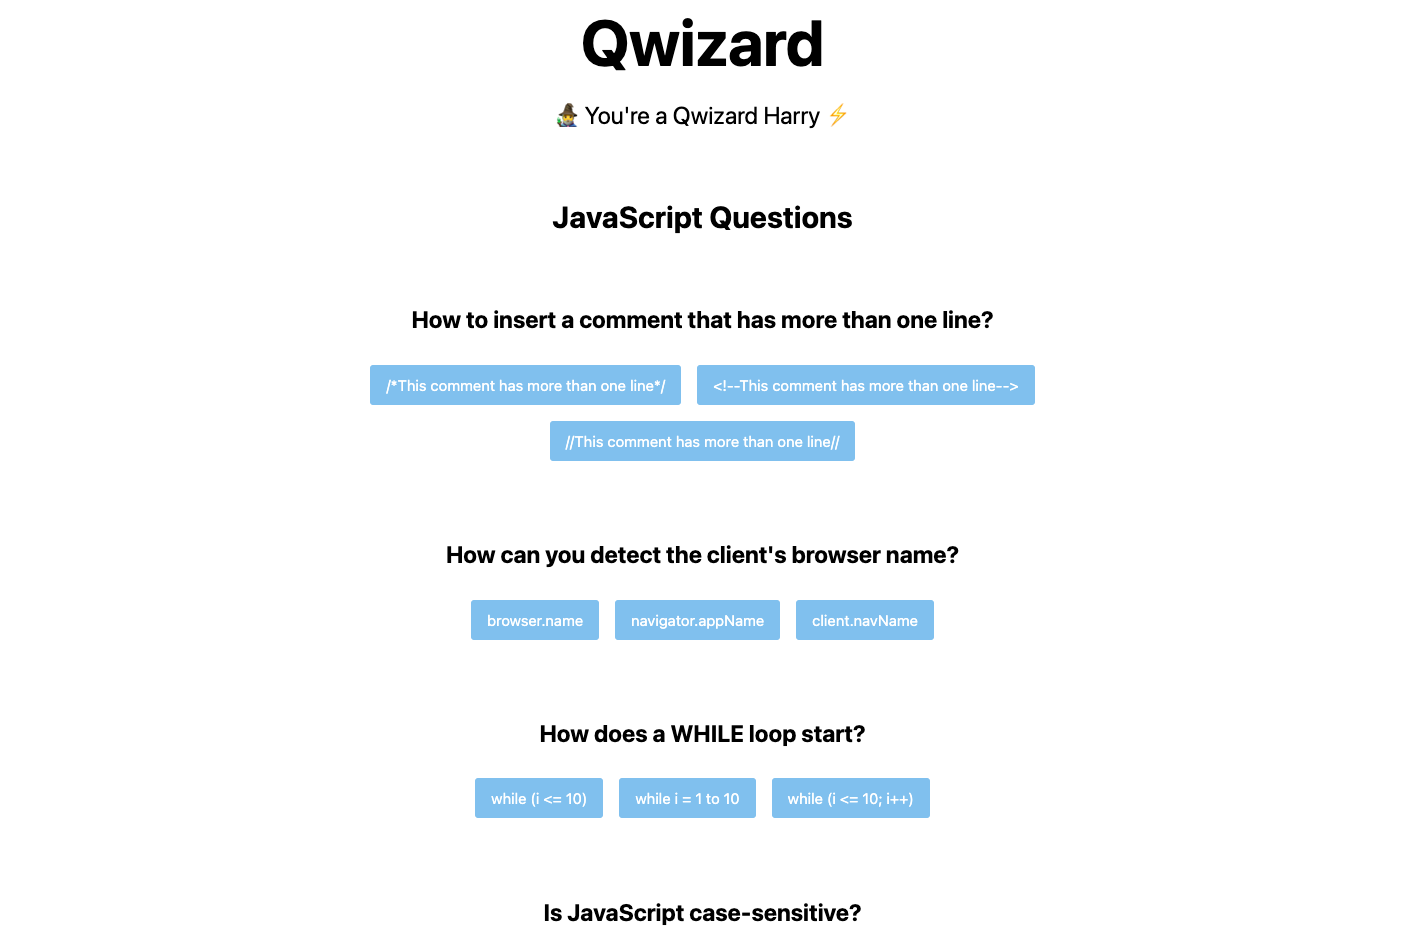 Qwizard
🧙‍♂️ You're a Qwizard Harry ⚡
JavaScript Questions
How to insert a comment that has more than one line?
/*This comment has more than one line*/
<!--This comment has more than one line-->
//This comment has more than one line//
How can you detect the client's browser name?
browser.name
navigator.appName
client.navName
How does a WHILE loop start?
while (i <= 10)
while i = 1 to 10
while (i <= 10; i++)
Is JavaScript case-sensitive?